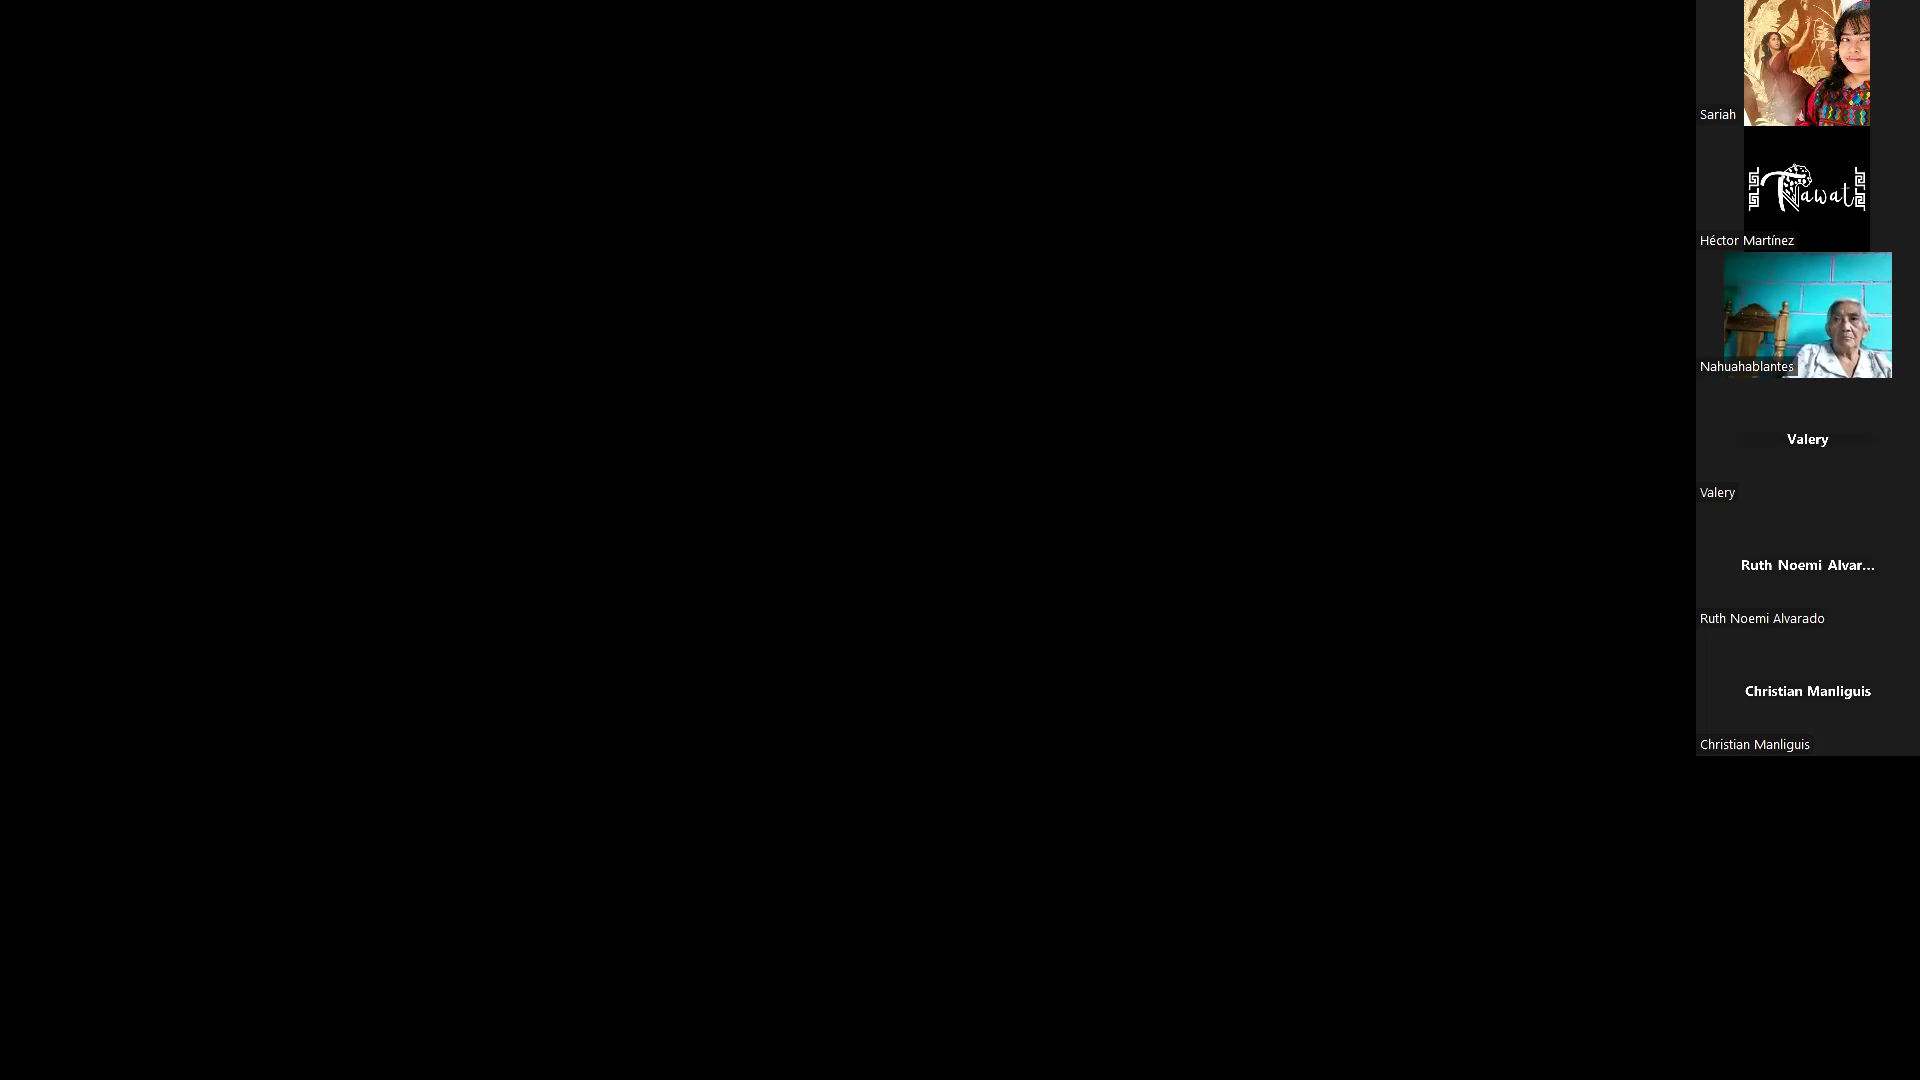 Sariah
Tawat
Héctor Martínez
Nahuahablantes
Valery
Valery
Ruth Noemi Alvar...
Ruth Noemi Alvarado
Christian Manliguis
Christian Manliguis